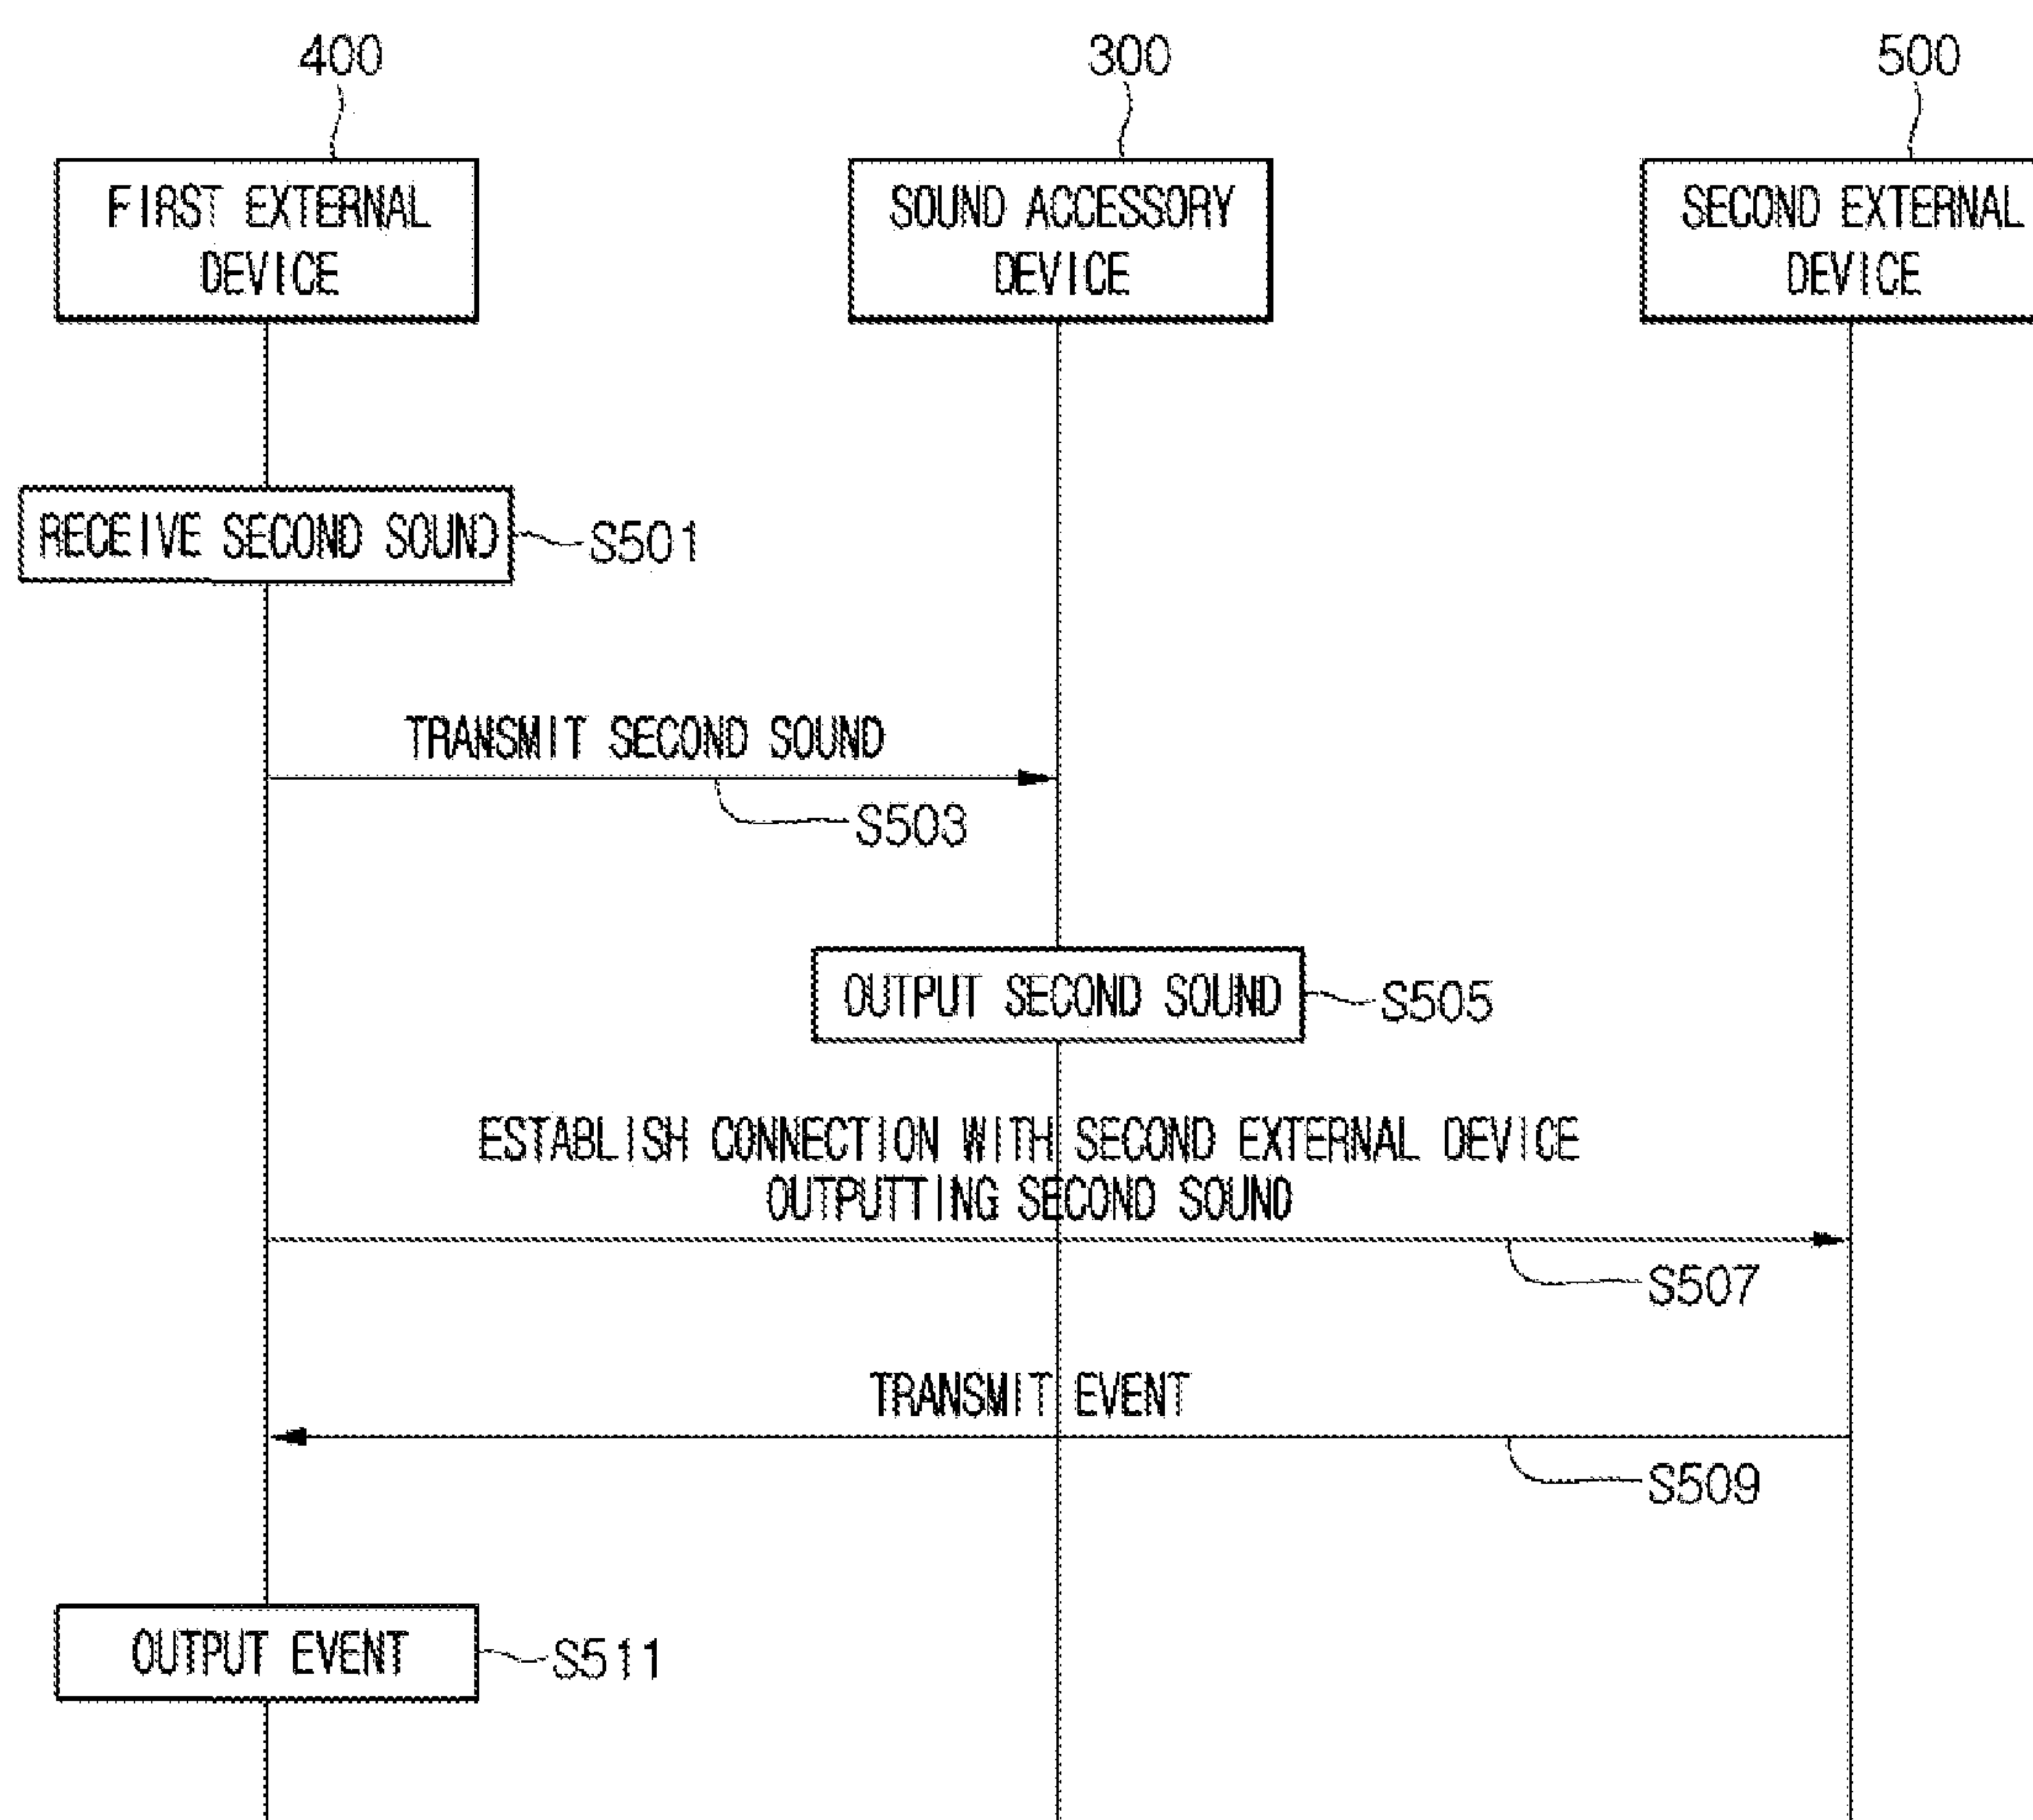 400
300
500
FIRST EXTERNAL
DEVICE
SOUND ACCESSORY
DEVICE
SECOND EXTERNAL
DEVICE
RECEIVE SECOND SOUND
S501
TRANSMIT SECOND SOUND
S503
OUTPUT SECOND SOUND
S505
ESTABLISH CONNECTION WITH SECOND EXTERNAL DEVICE
OUTPUTTING SECOND SOUND
S507
TRANSMIT EVENT
S509
OUTPUT EVENT
S511